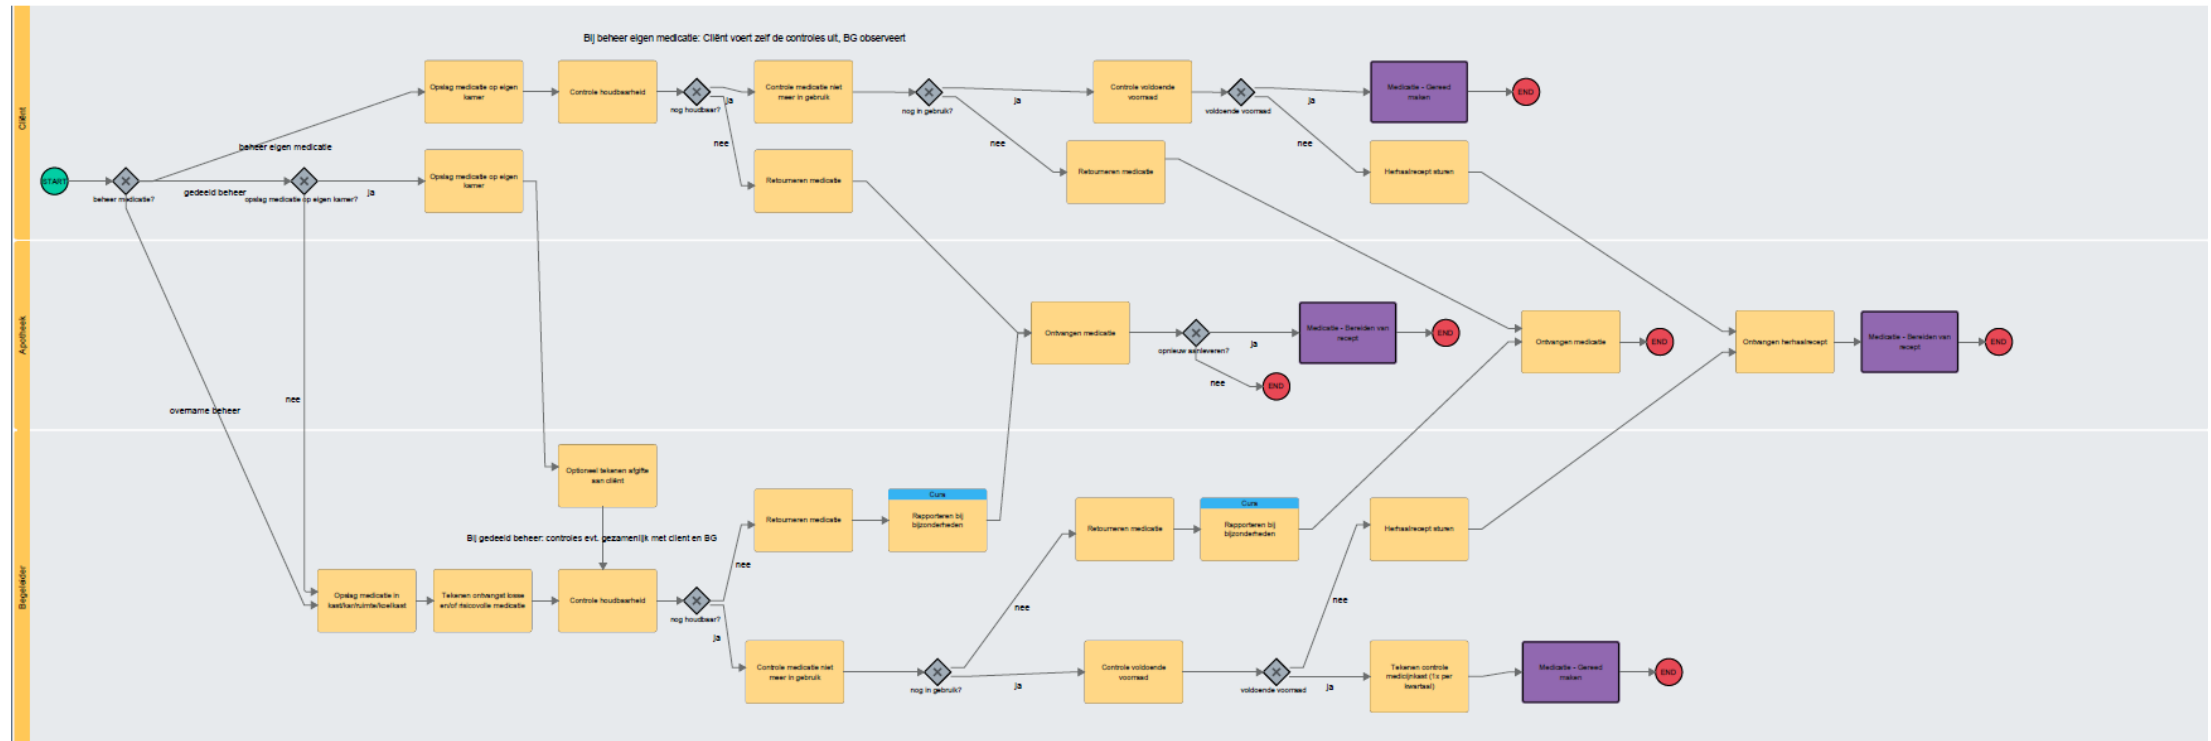 Bij beheer eigen medicatie: Cliënt voert zelf de controles uit, BG observeert
Cliënt
START
beheer medicatie?
beheer eigen medicatie
gedeeld beheer
opslag medicatie op eigen kamer?
ja
nee
overname beheer
Opslag medicatie op eigen
kamer
Controle houdbaarheid
nog houdbaar?
ja
nee
Controle medicatie niet
meer in gebruik
nog in gebruik?
ja
nee
Controle voldoende
voorraad
voldoende voorraad
ja
nee
Medicatie - Gereed
maken
END
Opslag medicatie op eigen
kamer
Retourneren medicatie
Retourneren medicatie
Herhaalrecept sturen
Apotheek
Ontvangen medicatie
opnieuw aanleveren?
ja
nee
Medicatie - Bereiden van
recept
END
END
Ontvangen medicatie
END
Ontvangen herhaalrecept
Medicatie - Bereiden van
recept
END
Begeleider
Optioneel tekenen afgifte
aan cliënt
Bij gedeeld beheer: controles evt. gezamenlijk met client en BG
Opslag medicatie in
kast/kar/ruimte/koelkast
Tekenen ontvangst losse
en/of risicovolle medicatie
Controle houdbaarheid
nog houdbaar?
nee
ja
Retourneren medicatie
Cura
Rapporteren bij
bijzonderheden
Controle medicatie niet
meer in gebruik
nog in gebruik?
nee
ja
Retourneren medicatie
Cura
Rapporteren bij
bijzonderheden
Controle voldoende
voorraad
voldoende voorraad
nee
ja
Herhaalrecept sturen
Tekenen controle
medicijnkast (1x per
kwartaal)
Medicatie - Gereed
maken
END